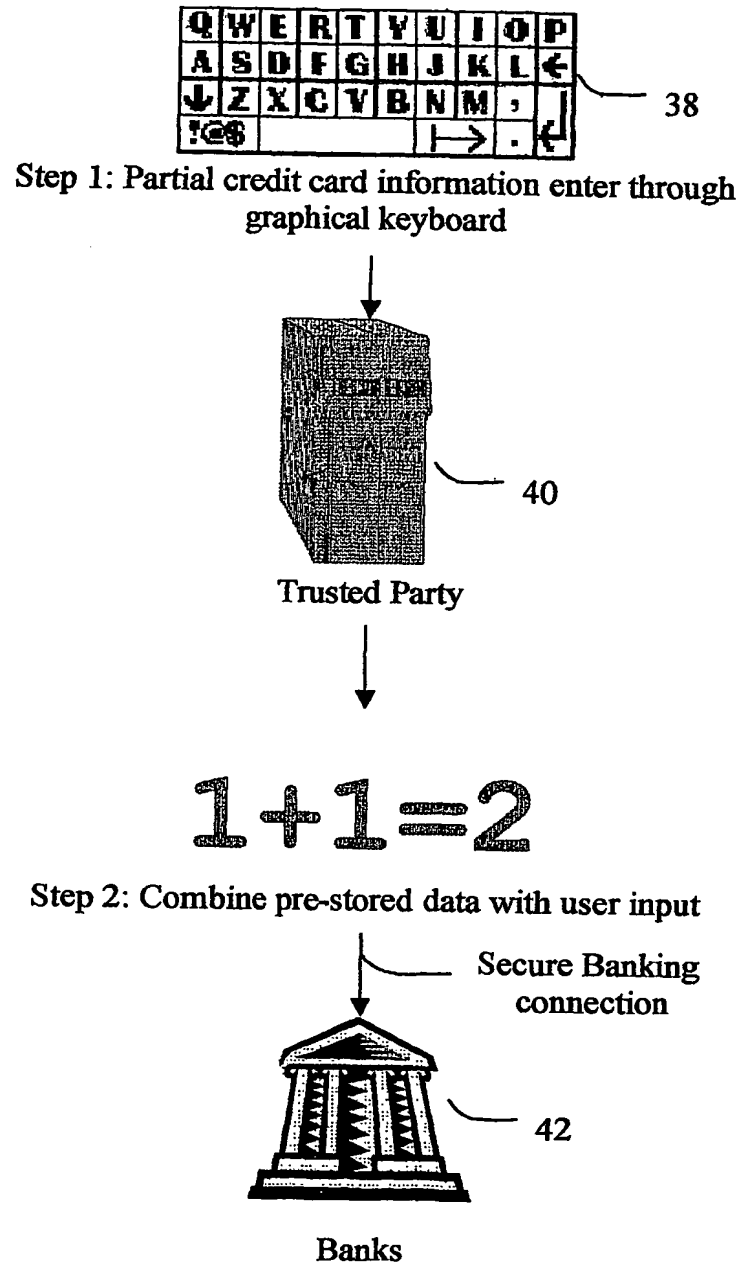 Q W E R T Y U I O P
A S D F G H J K L ←
↓ Z X C V B N M , ↵
!@$ |→ .
38
Step 1: Partial credit card information enter through
graphical keyboard
40
Trusted Party
1+1=2
Step 2: Combine pre-stored data with user input
Secure Banking
connection
42
Banks